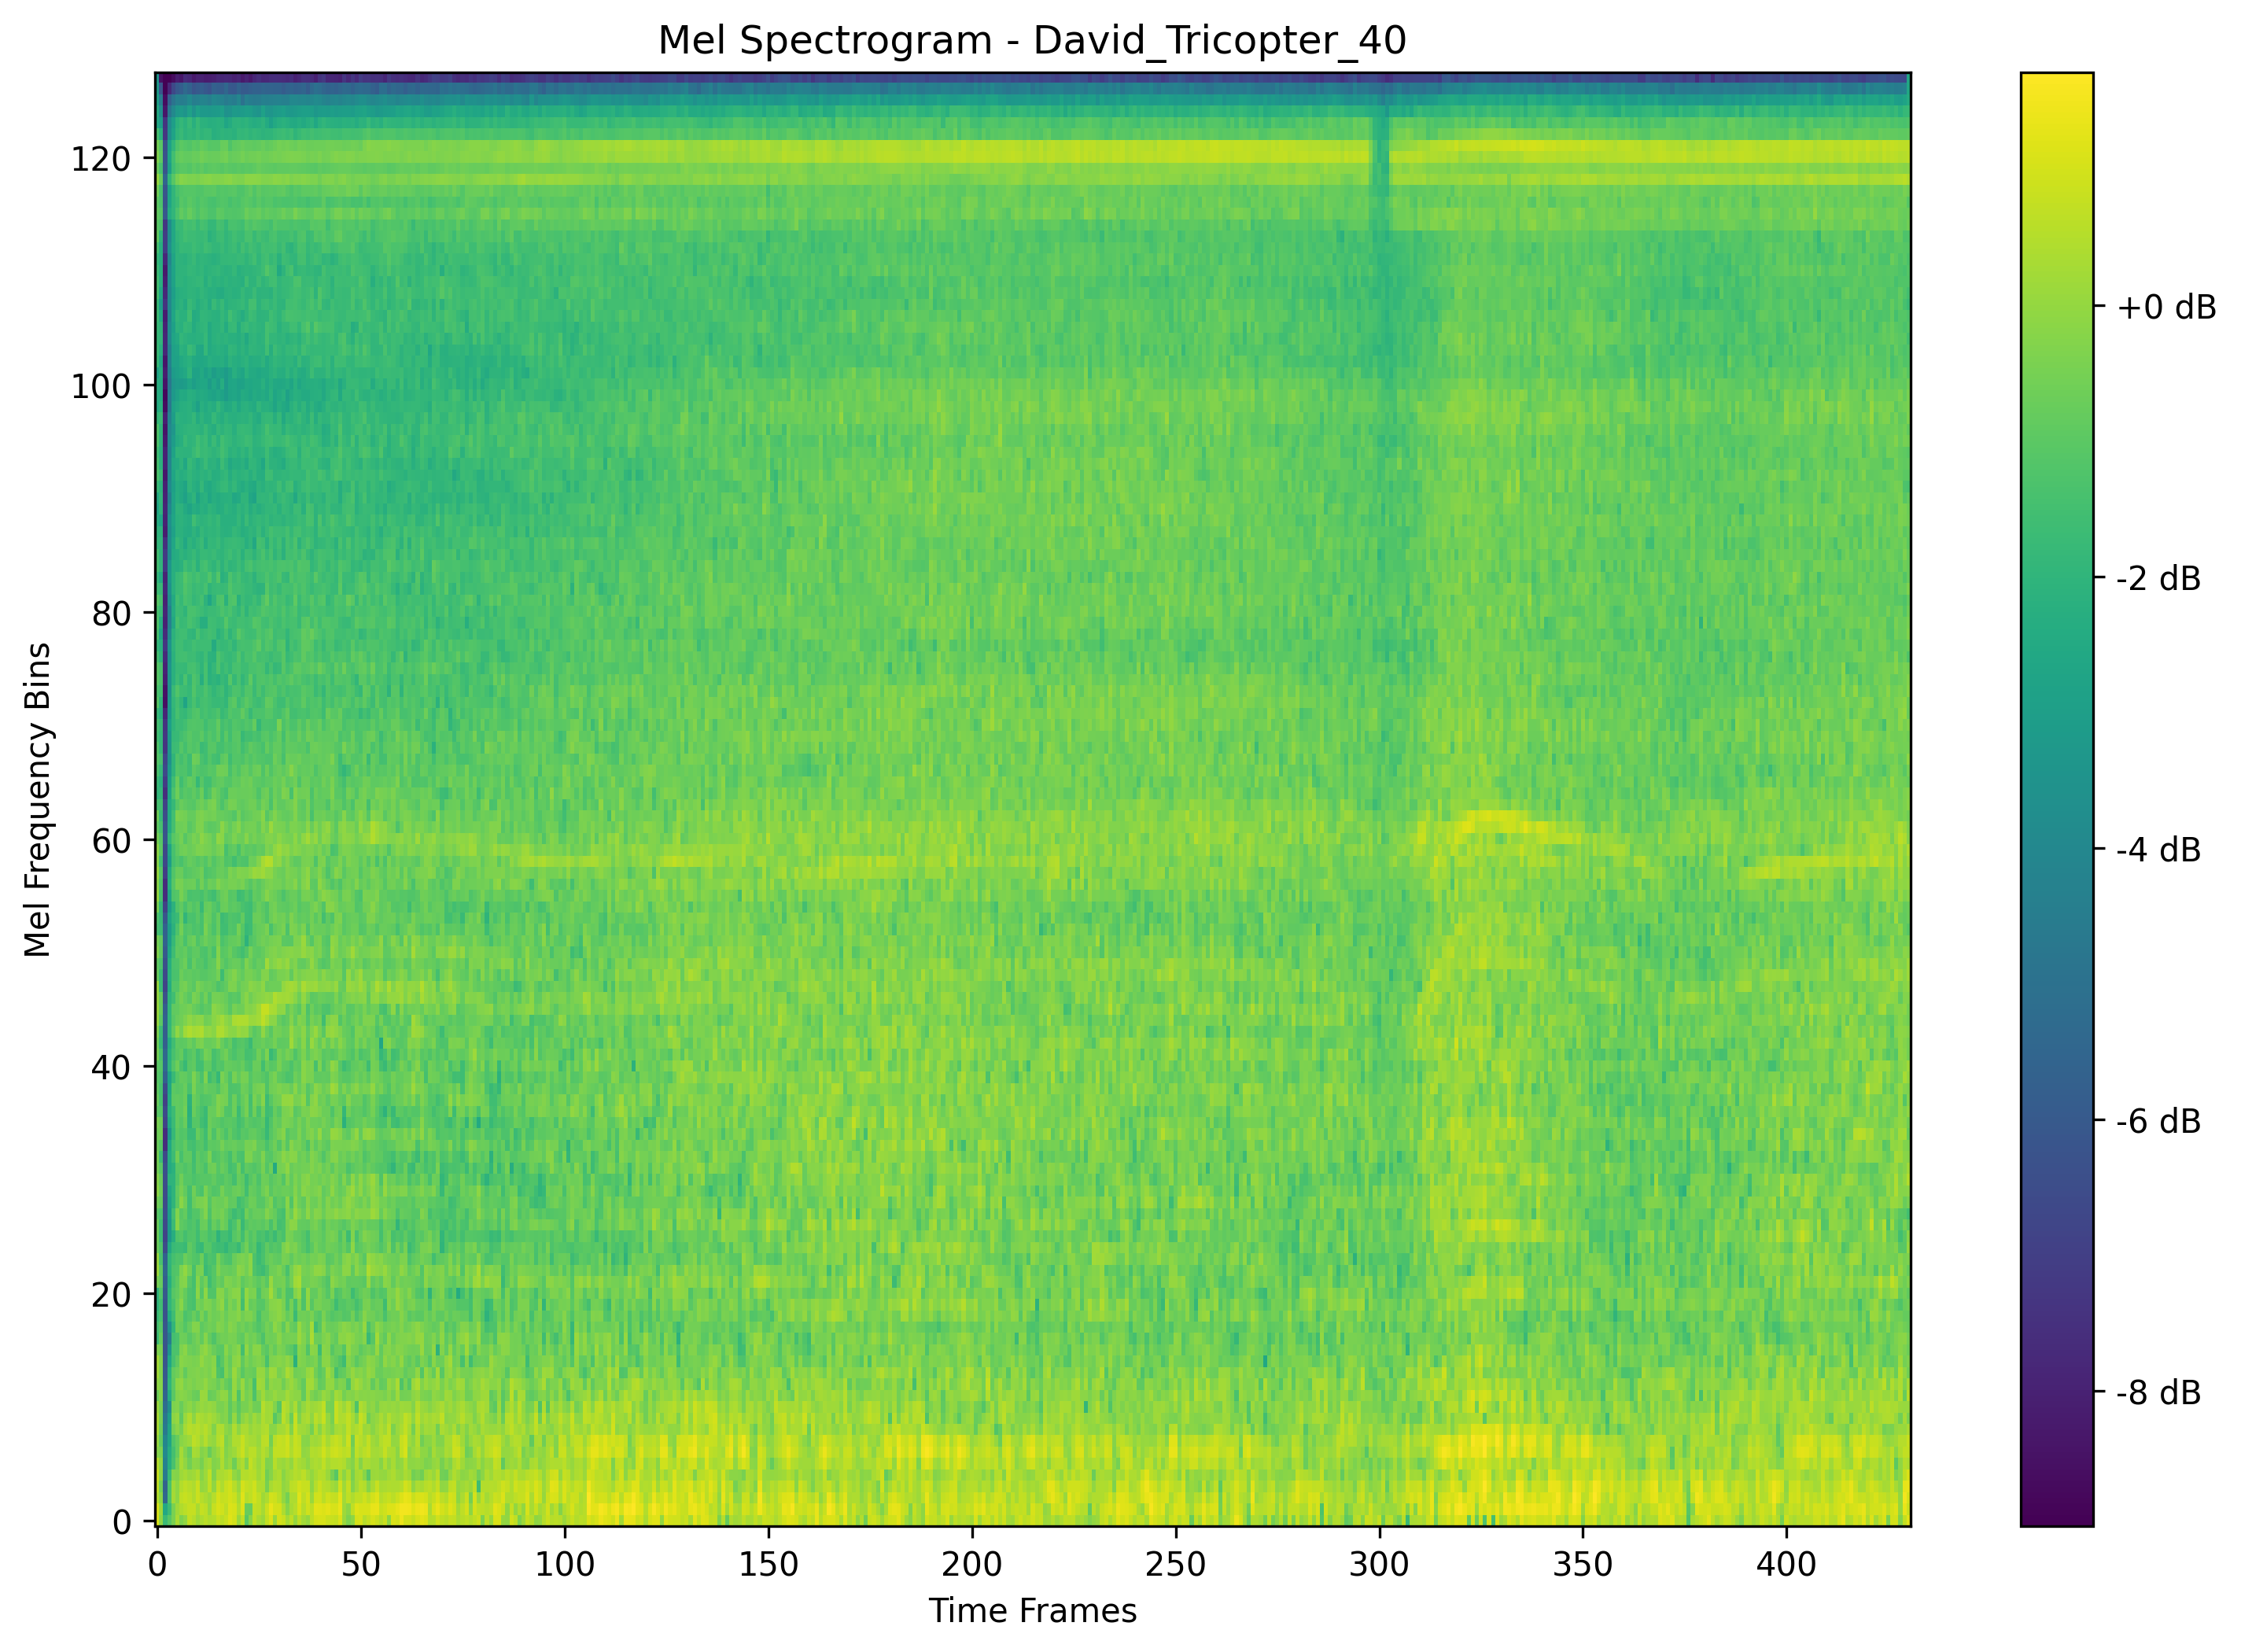 Mel Spectrogram - David_Tricopter_40
Mel Frequency Bins
120
100
80
60
40
20
0
0 50 100 150 200 250 300 350 400
Time Frames
+0 dB
-2 dB
-4 dB
-6 dB
-8 dB